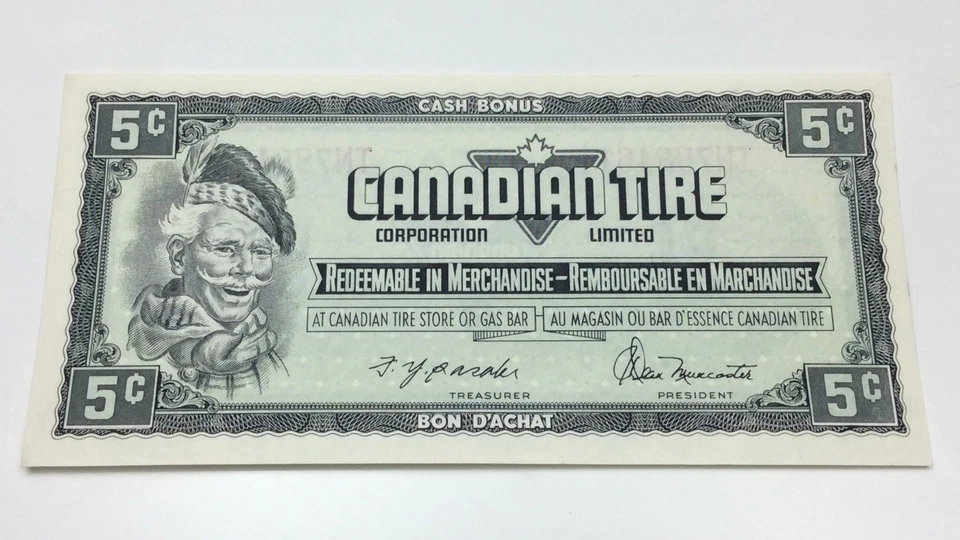 CASH BONUS
5¢ 5¢
CANADIAN TIRE
CORPORATION LIMITED
REDEEMABLE IN MERCHANDISE – REMBOURSABLE EN MARCHANDISE
AT CANADIAN TIRE STORE OR GAS BAR AU MAGASIN OU BAR D'ESSENCE CANADIAN TIRE
TREASURER PRESIDENT
5¢ 5¢
BON D'ACHAT